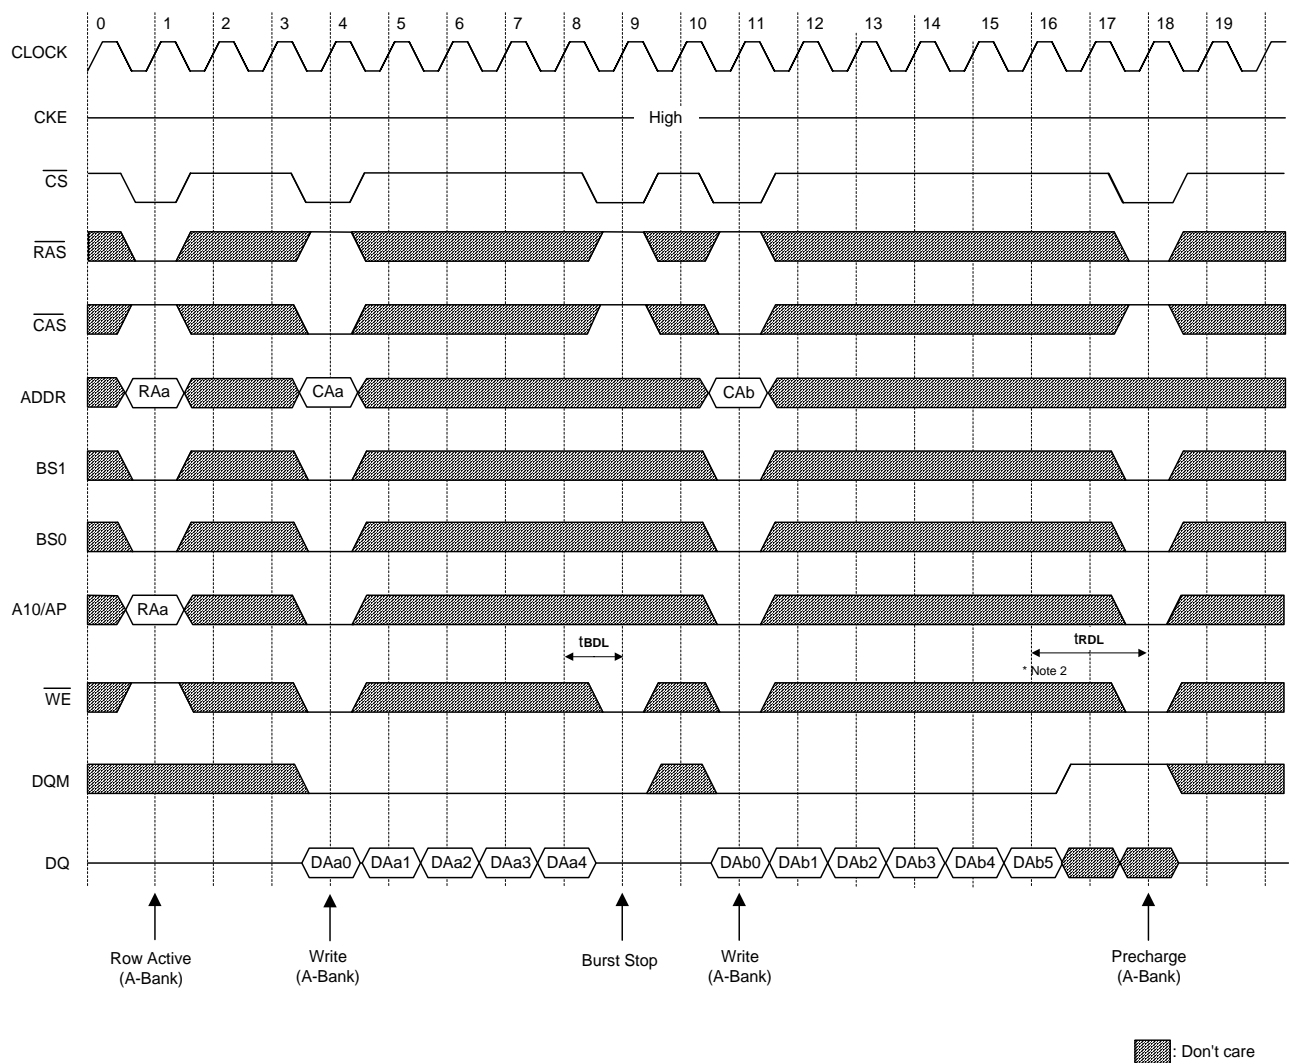 0 1 2 3 4 5 6 7 8 9 10 11 12 13 14 15 16 17 18 19
CLOCK
CKE High
CS
RAS
CAS
ADDR RAa CAa CAb
BS1
BS0
A10/AP RAa
tBDL tRDL
* Note 2
WE
DQM
DQ DAa0 DAa1 DAa2 DAa3 DAa4 DAb0 DAb1 DAb2 DAb3 DAb4 DAb5
Row Active Write Burst Stop Write Precharge
(A-Bank) (A-Bank) (A-Bank) (A-Bank)
: Don't care